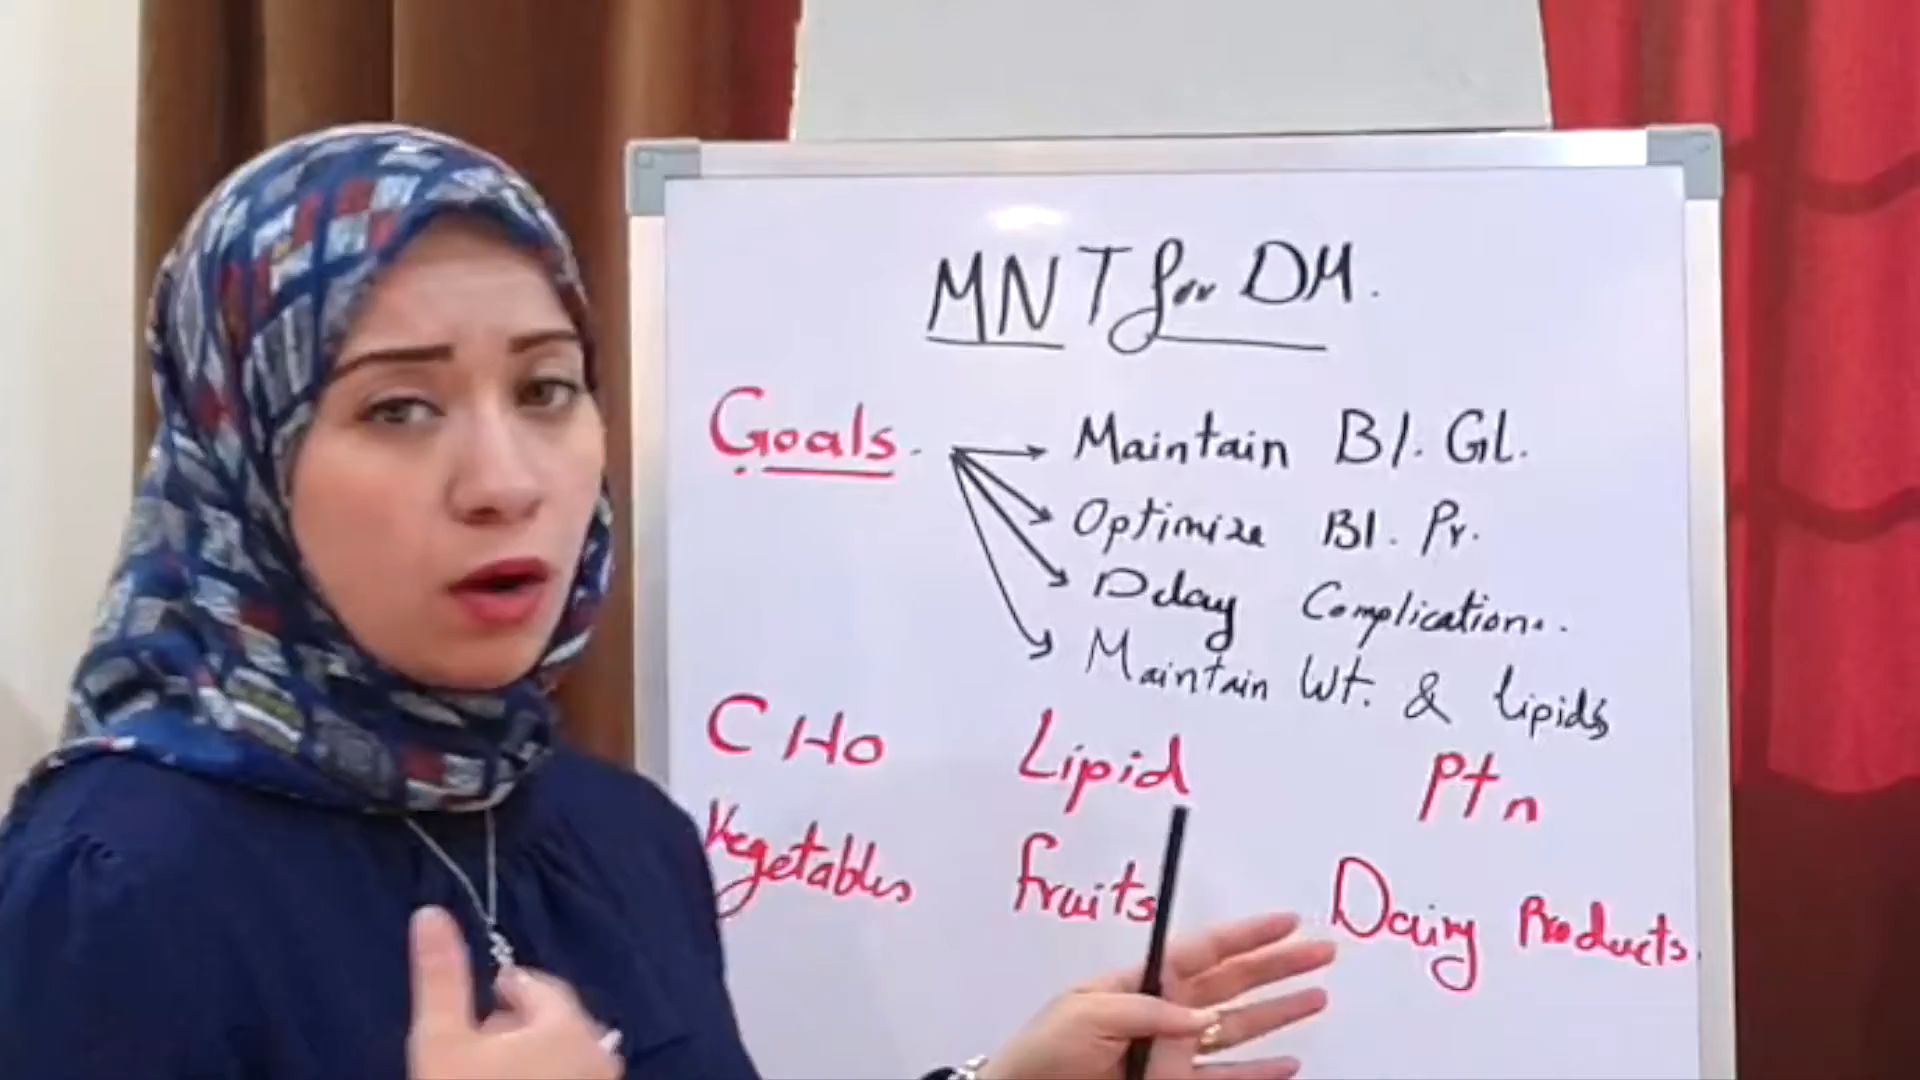 MNT for DM.
Goals.
Maintain Bl. Gl.
Optimize Bl. Pr.
Delay Complications.
Maintain Wt. & lipids
CHo Lipid Ptn
Vegetables fruits Dairy Products.